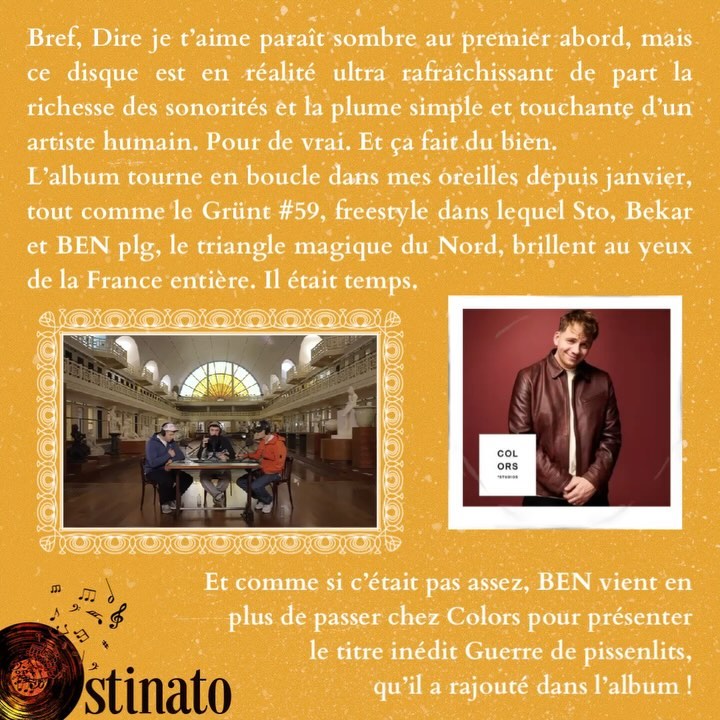 Bref, Dire je t'aime paraît sombre au premier abord, mais
ce disque est en réalité ultra rafraîchissant de part la
richesse des sonorités et la plume simple et touchante d'un
artiste humain. Pour de vrai. Et ça fait du bien.
L'album tourne en boucle dans mes oreilles depuis janvier,
tout comme le Grünt #59, freestyle dans lequel Sto, Bekar
et BEN plg, le triangle magique du Nord, brillent au yeux
de la France entière. Il était temps.
COL
ORS
*STUDIOS
Et comme si c'était pas assez, BEN vient en
plus de passer chez Colors pour présenter
le titre inédit Guerre de pissenlits,
qu'il a rajouté dans l'album !
stinato